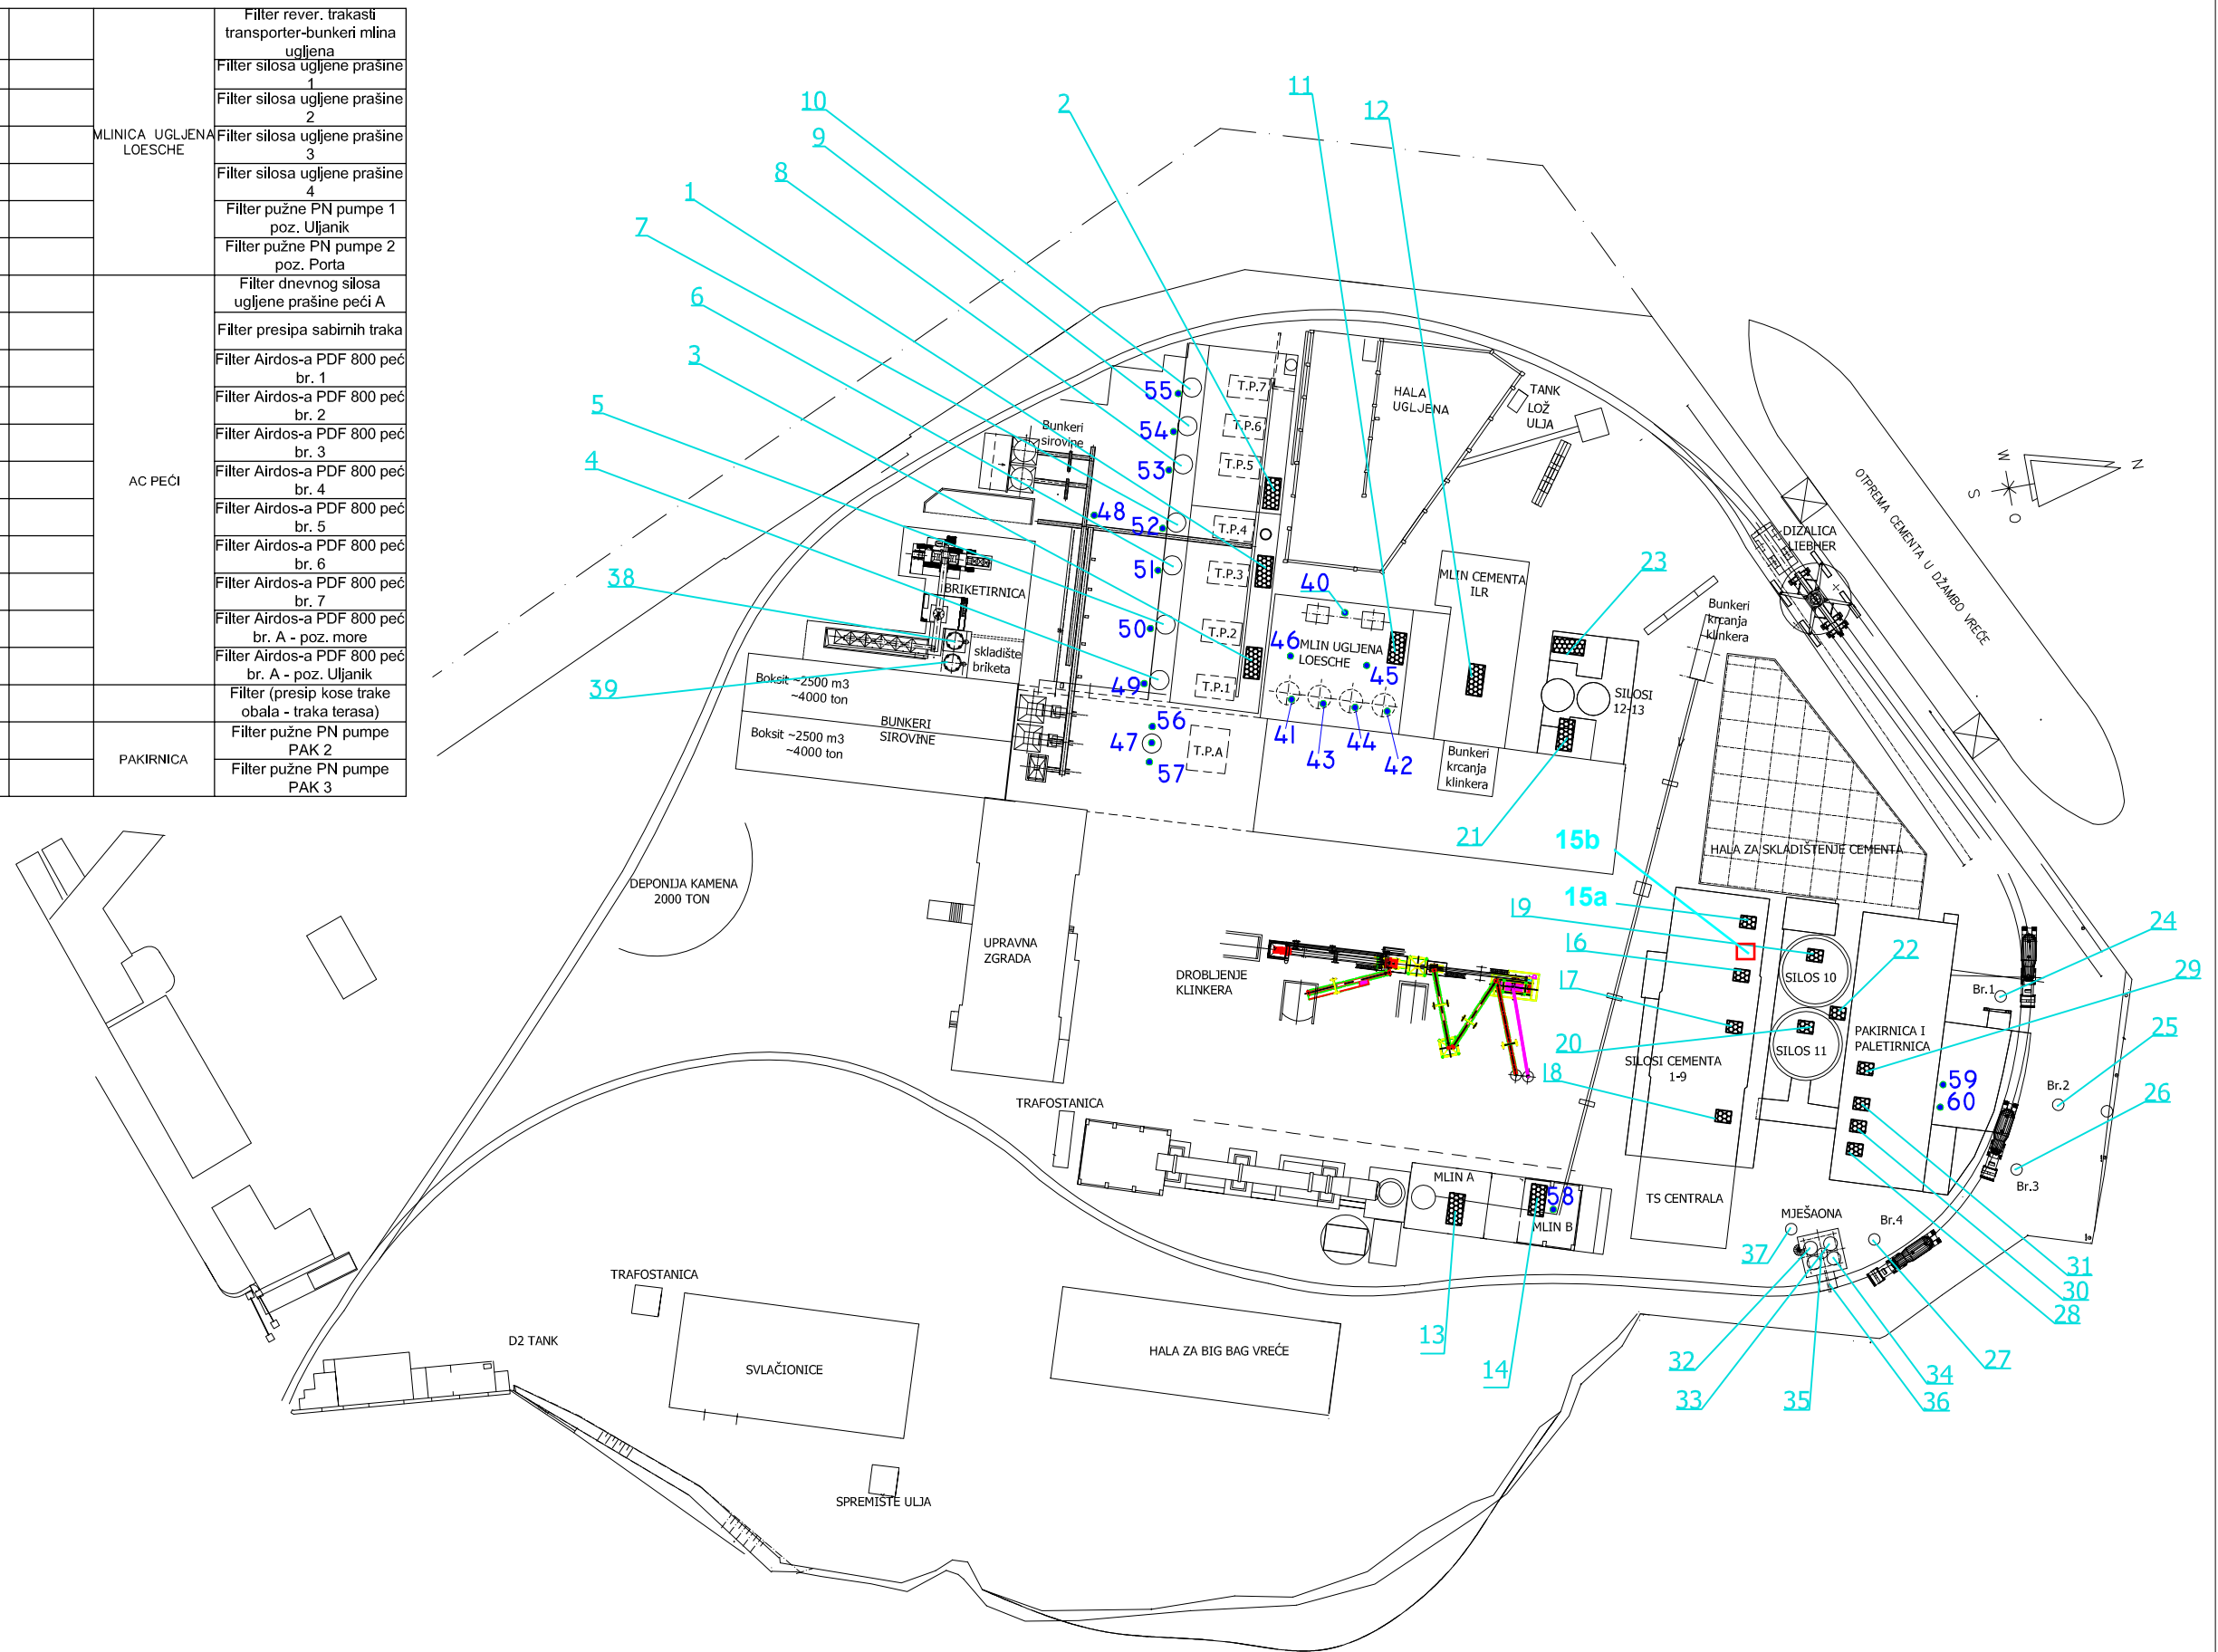 Filter rever. trakasti
transporter-bunkeri mlina
ugljena
Filter silosa ugljene prašine
1
Filter silosa ugljene prašine
2
MLINICA UGLJENA
LOESCHE
Filter silosa ugljene prašine
3
Filter silosa ugljene prašine
4
Filter pužne PN pumpe 1
poz. Uljanik
Filter pužne PN pumpe 2
poz. Porta
Filter dnevnog silosa
ugljene prašine peći A
Filter presipa sabirnih traka
Filter Airdos-a PDF 800 peć
br. 1
Filter Airdos-a PDF 800 peć
br. 2
Filter Airdos-a PDF 800 peć
br. 3
AC PEĆI
Filter Airdos-a PDF 800 peć
br. 4
Filter Airdos-a PDF 800 peć
br. 5
Filter Airdos-a PDF 800 peć
br. 6
Filter Airdos-a PDF 800 peć
br. 7
Filter Airdos-a PDF 800 peć
br. A - poz. more
Filter Airdos-a PDF 800 peć
br. A - poz. Uljanik
Filter (presip kose trake
obala - traka terasa)
PAKIRNICA
Filter pužne PN pumpe
PAK 2
Filter pužne PN pumpe
PAK 3
10
9
8
1
7
6
3
5
4
38
39
2
11
12
55
54
53
48
52
51
50
49
56
47
57
T.P.7
T.P.6
T.P.5
T.P.4
T.P.3
T.P.2
T.P.1
T.P.A
Bunkeri
sirovine
BRIKETIRNICA
skladište
briketa
Boksit ~2500 m3
~4000 ton
Boksit ~2500 m3
~4000 ton
BUNKERI
SIROVINE
HALA
UGLJENA
TANK
LOŽ
ULJA
40
46
MLIN UGLJENA
LOESCHE
45
41
43
44
42
MLIN CEMENTA
ILR
23
SILOSI
12-13
Bunkeri
krcanja
klinkera
21
Bunkeri
krcanja
klinkera
DIZALICA
LIEBHER
OTPREMA CEMENTA U DŽAMBO VREĆE
N
W
S
O
HALA ZA SKLADIŠTENJE CEMENTA
15b
15a
19
16
17
20
18
SILOS 10
SILOS 11
SILOSI CEMENTA
1-9
22
PAKIRNICA I
PALETIRNICA
59
60
24
29
25
26
Br.1
Br.2
Br.3
Br.4
TS CENTRALA
MJEŠAONA
37
32
33
35
34
36
27
28
30
31
DEPONIJA KAMENA
2000 TON
UPRAVNA
ZGRADA
DROBLJENJE
KLINKERA
TRAFOSTANICA
MLIN A
58
MLIN B
13
14
TRAFOSTANICA
D2 TANK
SVLAČIONICE
HALA ZA BIG BAG VREĆE
SPREMIŠTE ULJA